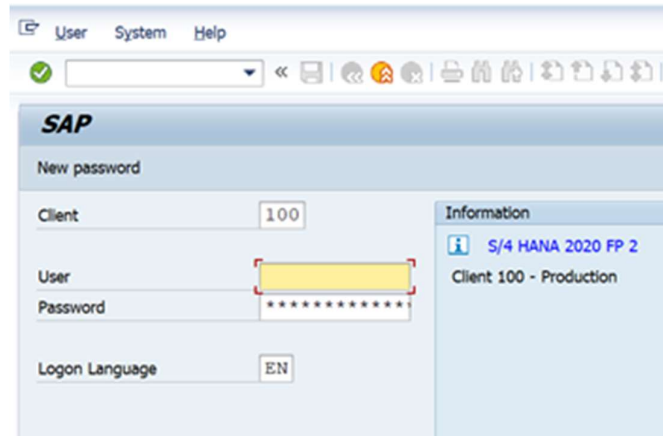 User System Help
SAP
New password
Client 100
Information
S/4 HANA 2020 FP 2
Client 100 - Production
User
Password *************
Logon Language EN